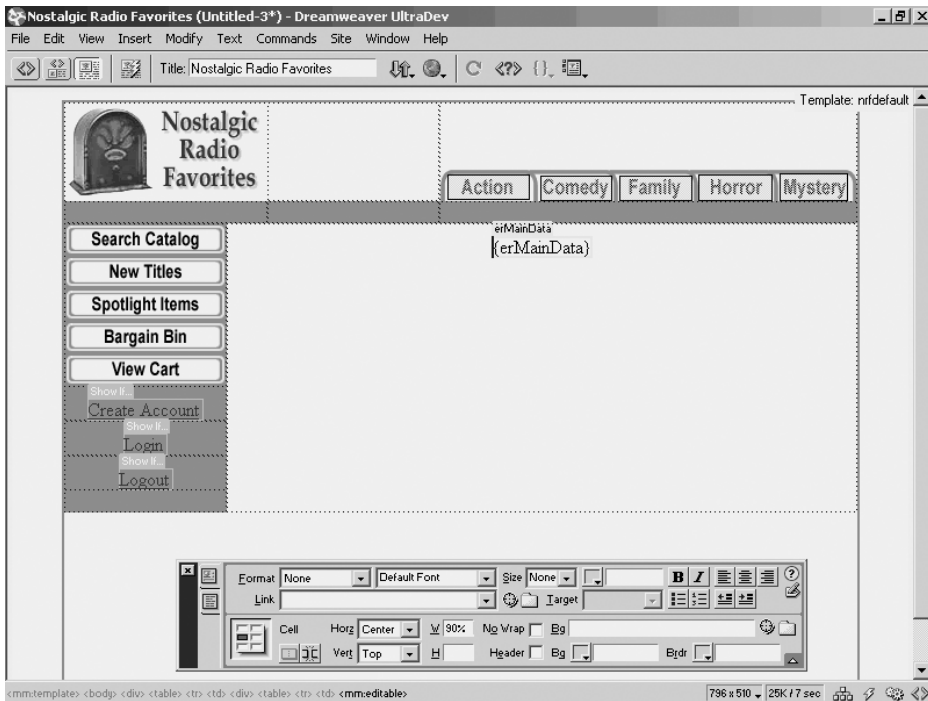 Nostalgic Radio Favorites (Untitled-3*) - Dreamweaver UltraDev
File Edit View Insert Modify Text Commands Site Window Help
Title: Nostalgic Radio Favorites
Template: nrfdefault
Nostalgic
Radio
Favorites
Action Comedy Family Horror Mystery
erMainData
{erMainData}
Search Catalog
New Titles
Spotlight Items
Bargain Bin
View Cart
Show If...
Create Account
Show If...
Login
Show If...
Logout
Format None Default Font Size None B I
Link Target
Cell Horz Center W 90% No Wrap Bg
Vert Top H Header Bg Brdr
<mm:template> <body> <div> <table> <tr> <td> <div> <table> <tr> <td> <mm:editable> 796 x 510 25K / 7 sec